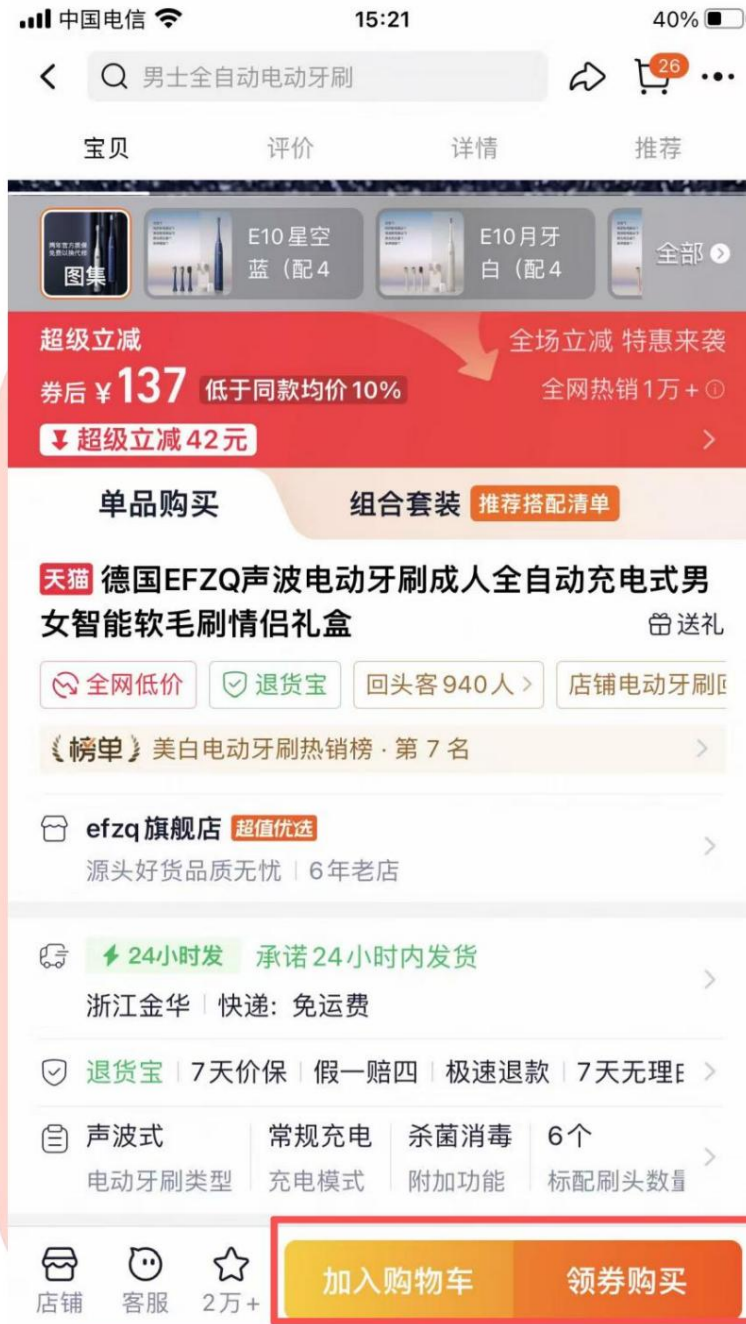 中国电信 15:21 40%
男士全自动电动牙刷 26
宝贝 评价 详情 推荐
图集
E10星空
蓝（配4
E10月牙
白（配4
全部
超级立减 全场立减 特惠来袭
券后 ¥137 低于同款均价10% 全网热销1万+
超级立减42元
单品购买 组合套装 推荐搭配清单
天猫 德国EFZQ声波电动牙刷成人全自动充电式男
女智能软毛刷情侣礼盒 送礼
全网低价 退货宝 回头客940人 店铺电动牙刷回
榜单 美白电动牙刷热销榜 · 第 7 名
efzq旗舰店 超值优选
源头好货品质无忧 | 6年老店
24小时发 承诺24小时内发货
浙江金华 | 快递: 免运费
退货宝 | 7天价保 | 假一赔四 | 极速退款 | 7天无理由
声波式 常规充电 杀菌消毒 6个
电动牙刷类型 充电模式 附加功能 标配刷头数量
店铺 客服 2万+ 加入购物车 领券购买